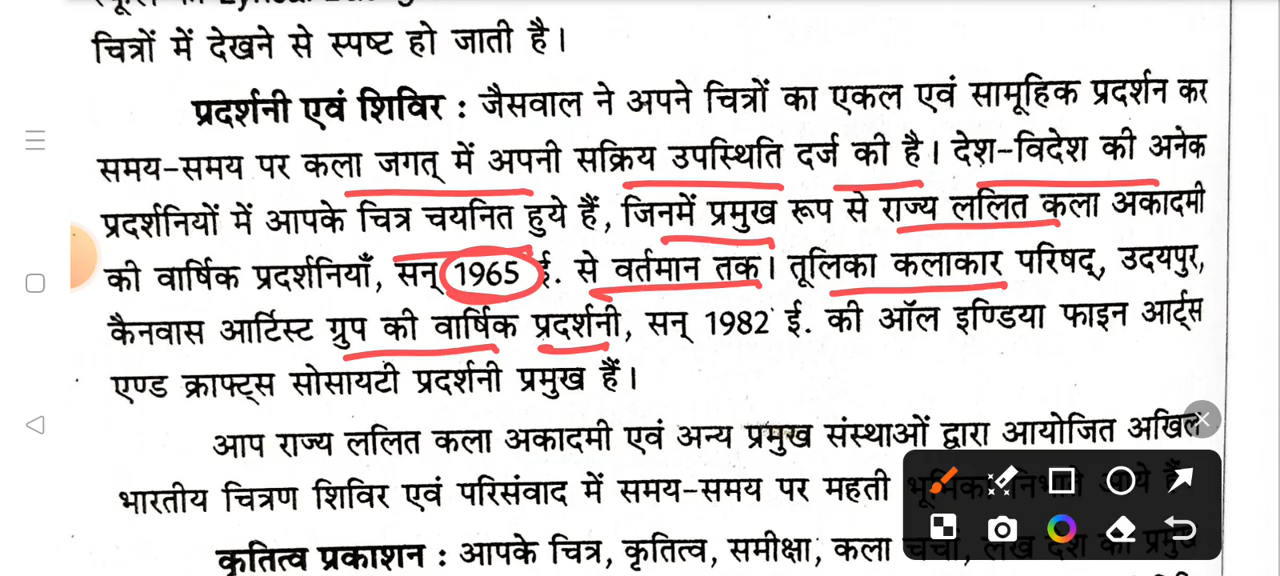 चित्रों में देखने से स्पष्ट हो जाती है।
प्रदर्शनी एवं शिविर : जैसवाल ने अपने चित्रों का एकल एवं सामूहिक प्रदर्शन कर
समय-समय पर कला जगत् में अपनी सक्रिय उपस्थिति दर्ज की है। देश-विदेश की अनेक
प्रदर्शनियों में आपके चित्र चयनित हुये हैं, जिनमें प्रमुख रूप से राज्य ललित कला अकादमी
की वार्षिक प्रदर्शनियाँ, सन् 1965 ई. से वर्तमान तक। तूलिका कलाकार परिषद्, उदयपुर,
कैनवास आर्टिस्ट ग्रुप की वार्षिक प्रदर्शनी, सन् 1982 ई. की ऑल इण्डिया फाइन आर्ट्स
एण्ड क्राफ्ट्स सोसायटी प्रदर्शनी प्रमुख हैं।
आप राज्य ललित कला अकादमी एवं अन्य प्रमुख संस्थाओं द्वारा आयोजित अखिल
भारतीय चित्रण शिविर एवं परिसंवाद में समय-समय पर महती भूमिका निभाते आये हैं
कृतित्व प्रकाशन : आपके चित्र, कृतित्व, समीक्षा, कला चर्चा, लेख देश की प्रमुख